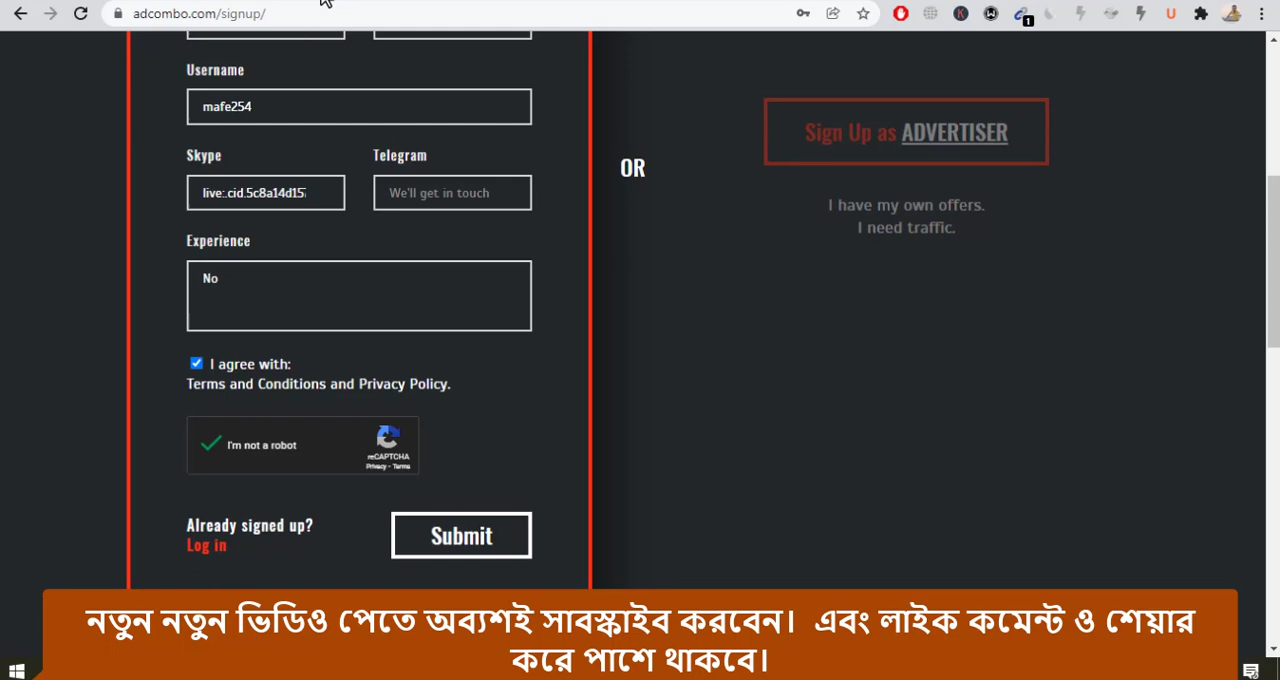 adcombo.com/signup/
1
Username
mafe254
Skype
Telegram
live:.cid.5c8a14d15
We'll get in touch
Experience
No
I agree with:
Terms and Conditions and Privacy Policy.
I'm not a robot
reCAPTCHA
Privacy - Terms
Already signed up?
Log in
Submit
OR
Sign Up as ADVERTISER
I have my own offers.
I need traffic.
নতুন নতুন ভিডিও পেতে অব্যশই সাবস্কাইব করবেন। এবং লাইক কমেন্ট ও শেয়ার
করে পাশে থাকবে।